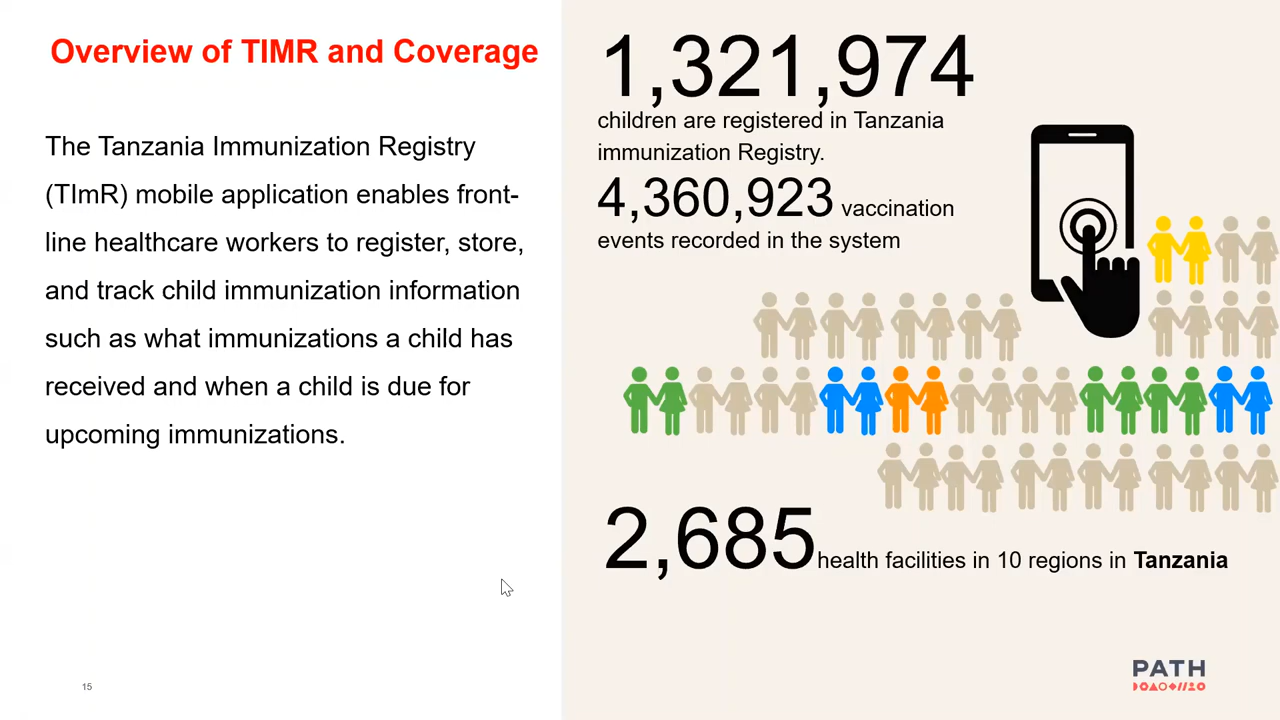 Overview of TIMR and Coverage
The Tanzania Immunization Registry
(TImR) mobile application enables front-
line healthcare workers to register, store,
and track child immunization information
such as what immunizations a child has
received and when a child is due for
upcoming immunizations.
15
1,321,974
children are registered in Tanzania
immunization Registry.
4,360,923 vaccination
events recorded in the system
2,685 health facilities in 10 regions in Tanzania
PATH